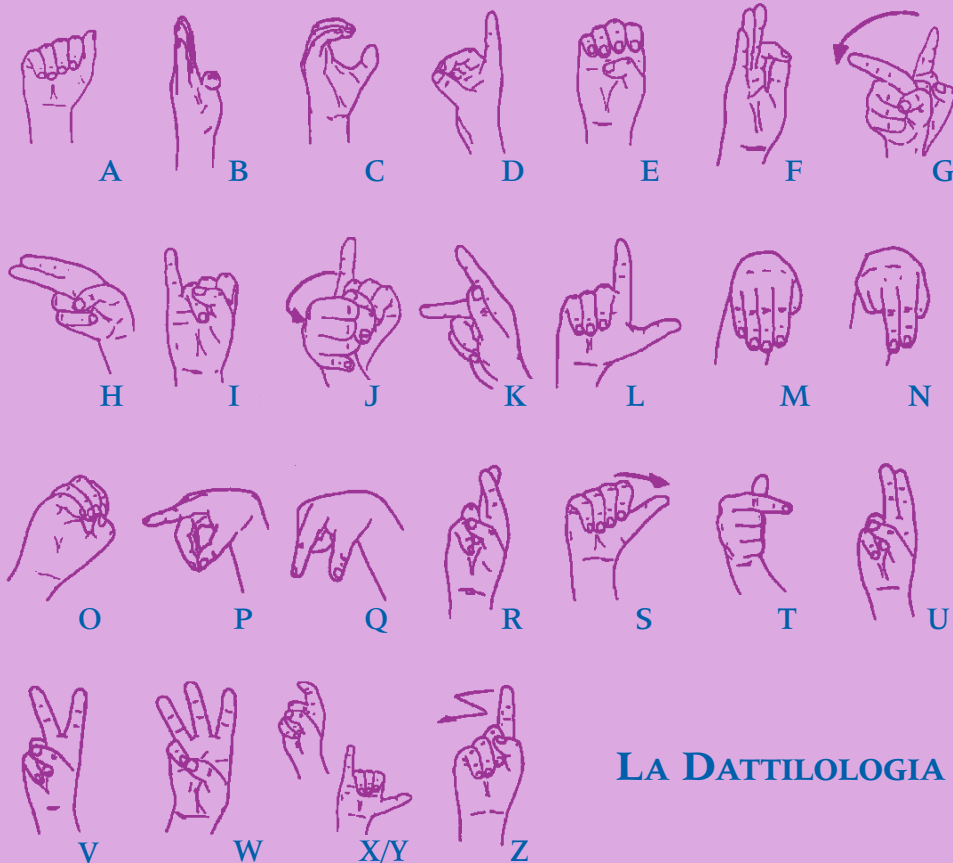 A B C D E F G
H I J K L M N
O P Q R S T U
V W X/Y Z
LA DATTILOLOGIA